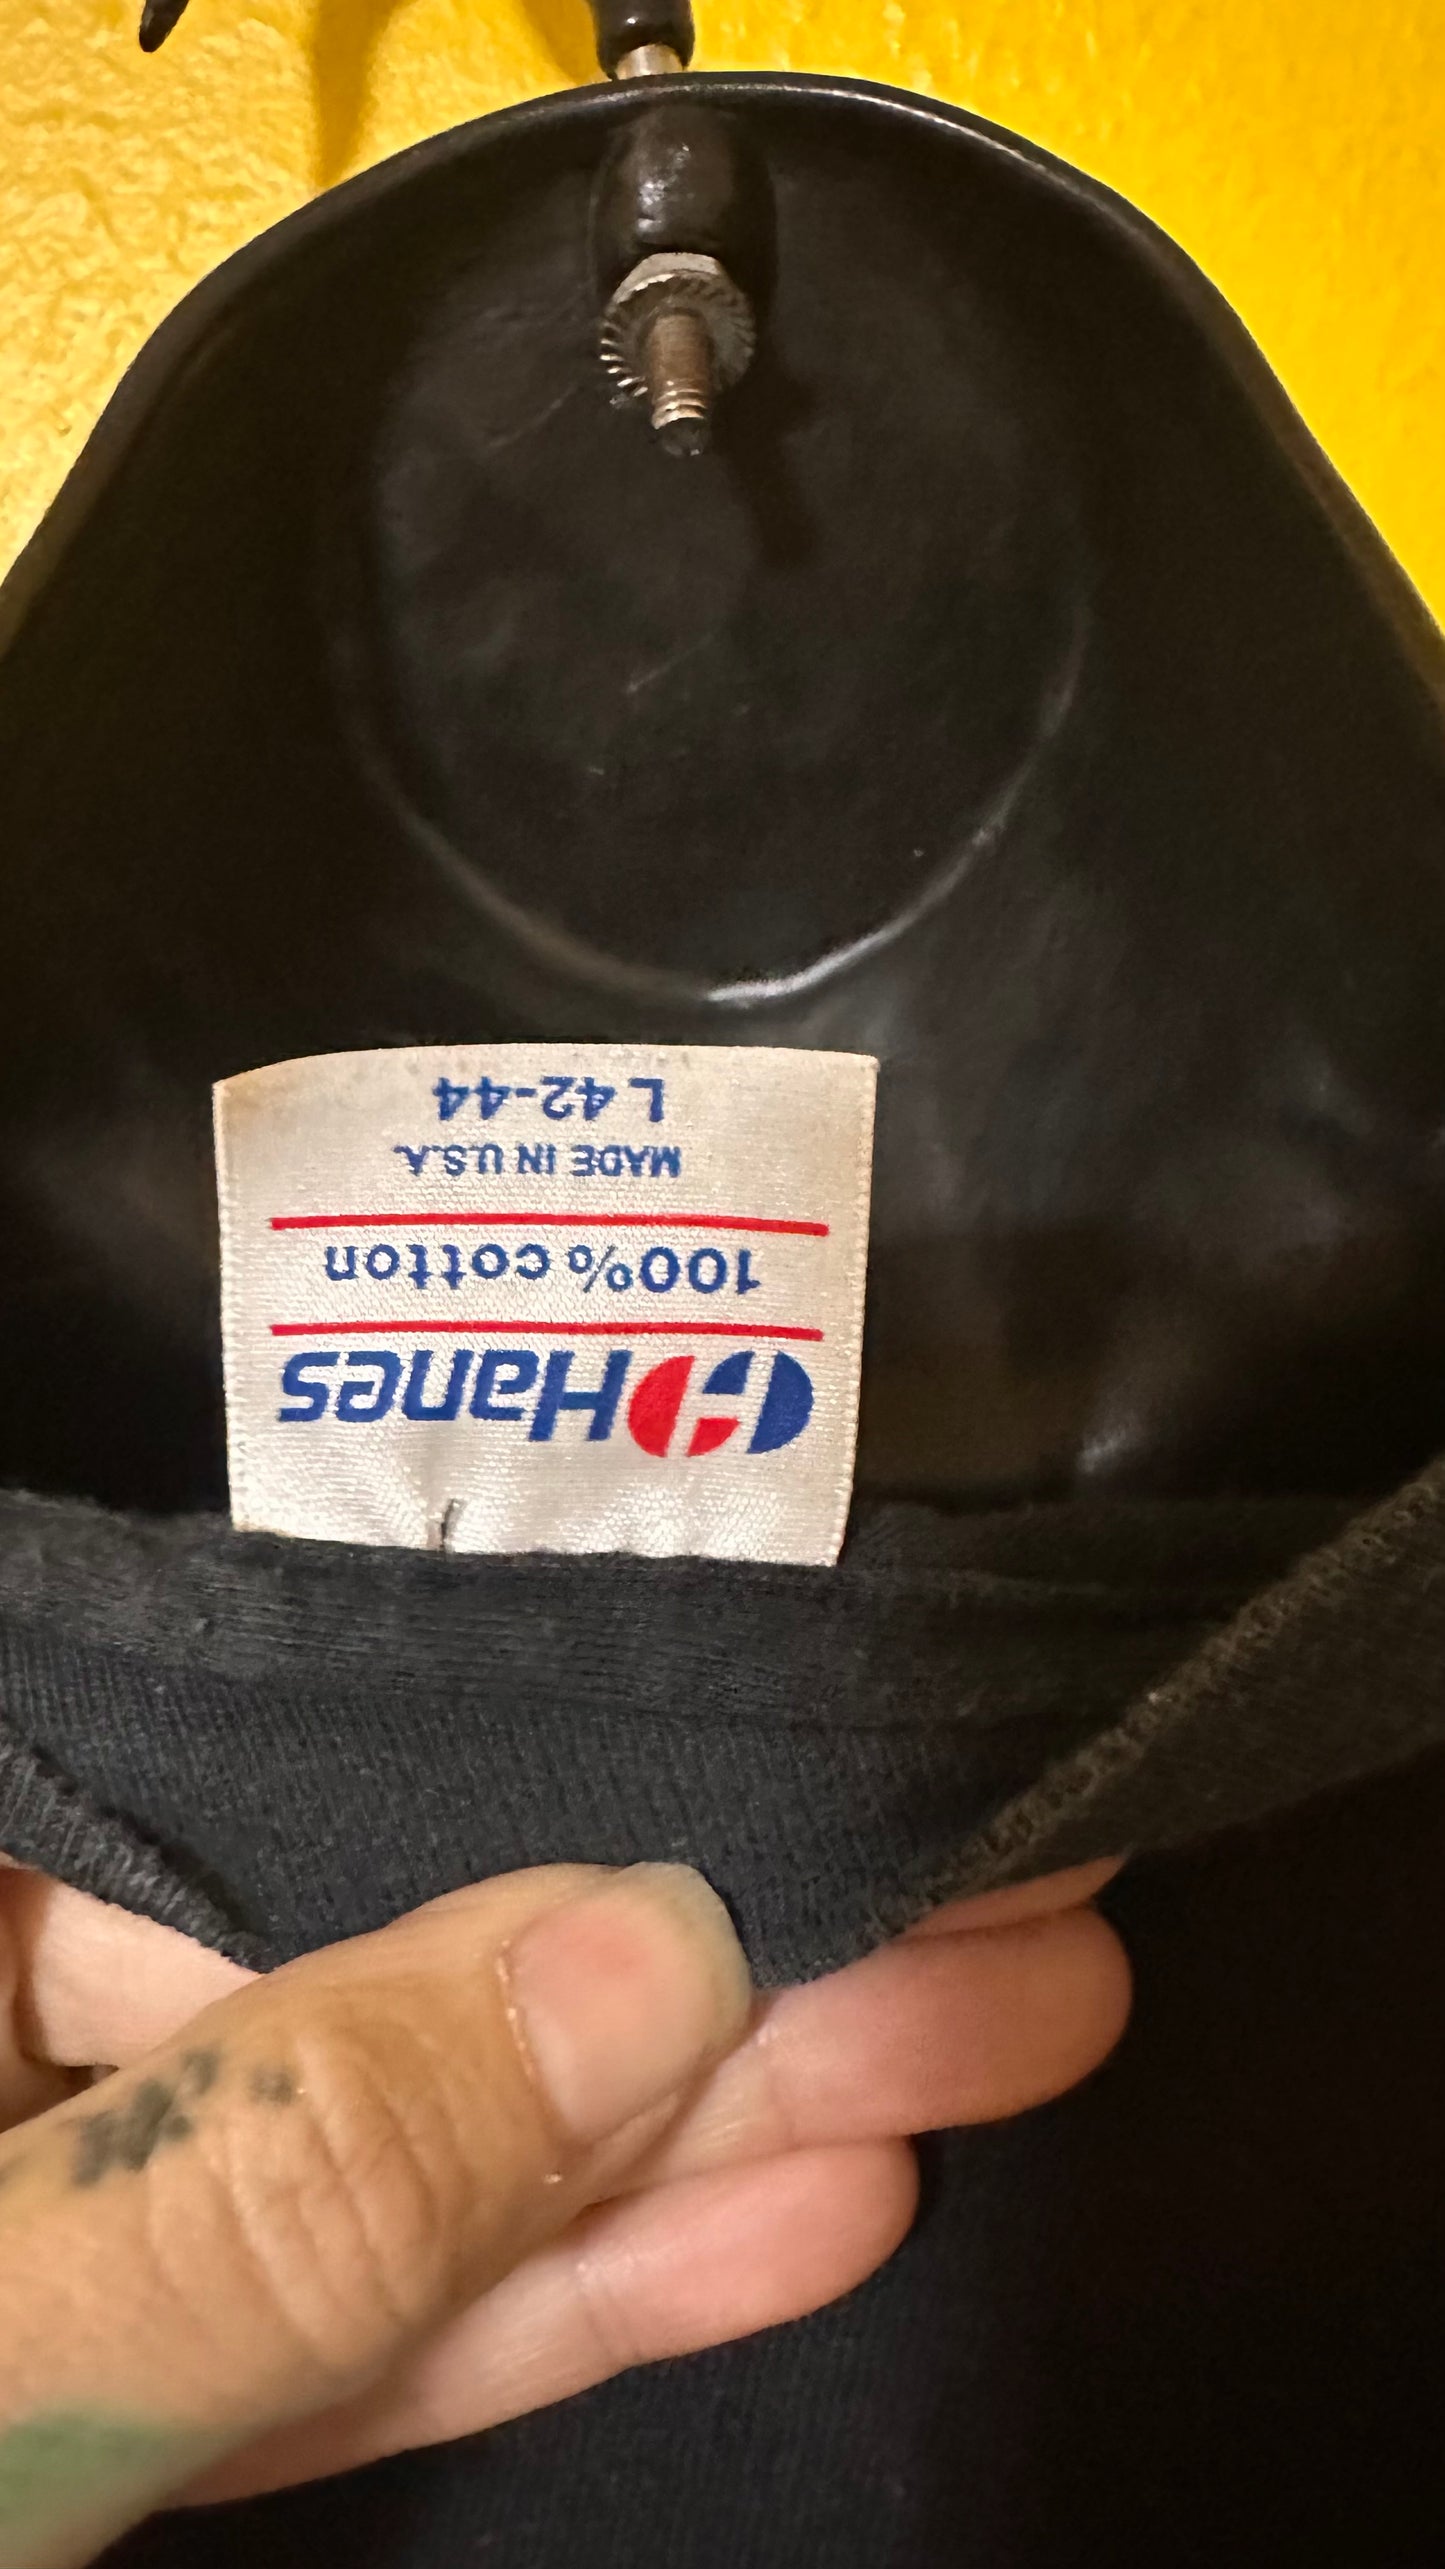 Hanes
100% cotton
MADE IN U.S.A.
L 42-44